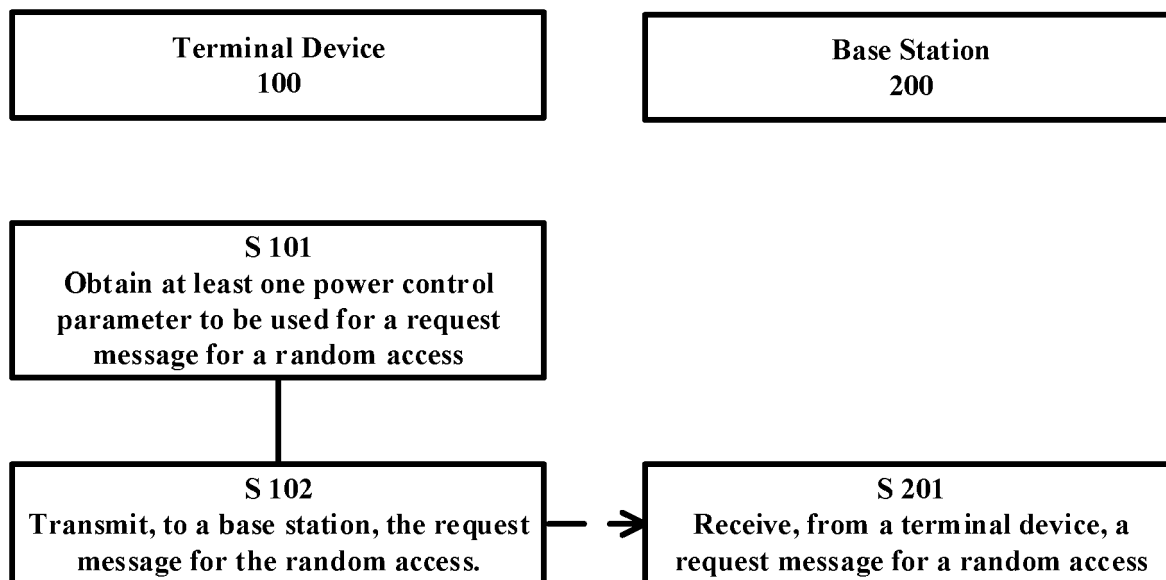 Terminal Device
100
Base Station
200
S 101
Obtain at least one power control
parameter to be used for a request
message for a random access
S 102
Transmit, to a base station, the request
message for the random access.
S 201
Receive, from a terminal device, a
request message for a random access